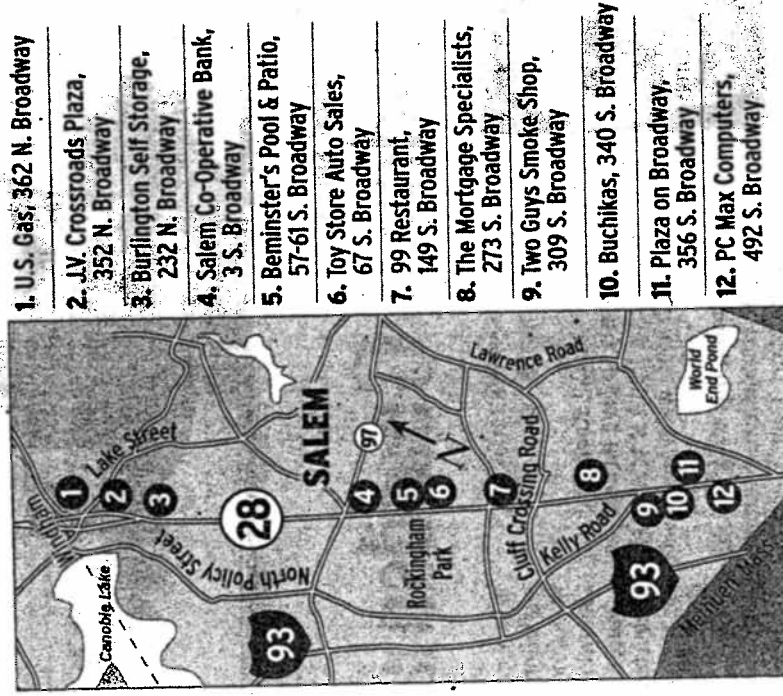 1. U.S. Gas, 362 N. Broadway
2. J.V. Crossroads Plaza,
352 N. Broadway
3. Burlington Self Storage,
232 N. Broadway
4. Salem Co-Operative Bank,
3 S. Broadway
5. Beminster's Pool & Patio,
57-61 S. Broadway
6. Toy Store Auto Sales,
67 S. Broadway
7. 99 Restaurant,
149 S. Broadway
8. The Mortgage Specialists,
273 S. Broadway
9. Two Guys Smoke Shop,
309 S. Broadway
10. Buchikas, 340 S. Broadway
11. Plaza on Broadway,
356 S. Broadway
12. PC Max Computers,
492 S. Broadway
Windham
Lake Street
Canobie Lake
1
2
3
North Policy Street
28
SALEM
93
97
4
N
Rockingham
Park
5
6
7
Lawrence Road
Cluff Crossing Road
Kelly Road
8
9
10
11
12
World
End Pond
93
Methuen Mass.